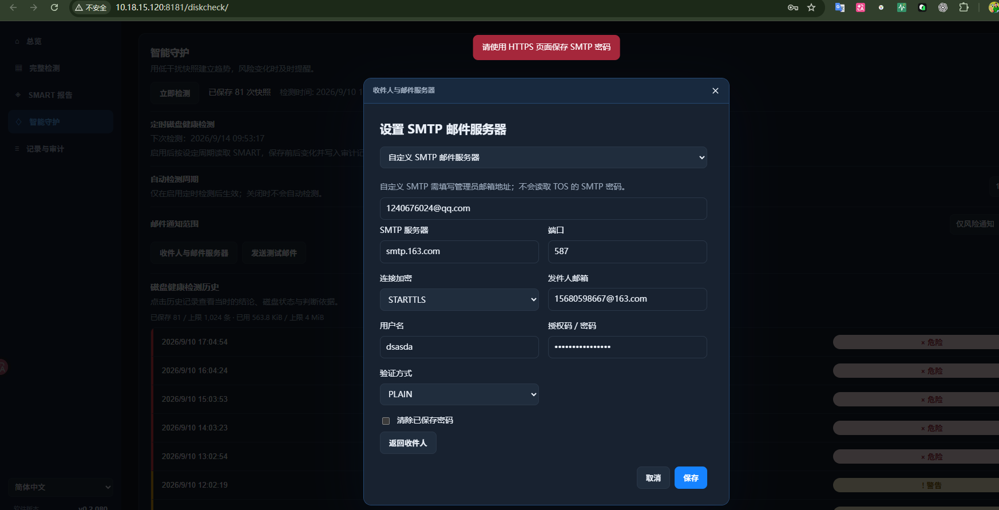 不安全 10.18.15.120:8181/diskcheck/
总览
完整检测
SMART 报告
智能守护
记录与审计
简体中文
v0.2.080
智能守护
用低干扰快照建立趋势，风险变化时及时提醒。
立即检测 已保存 81 次快照 检测时间: 2026/9/10 1
定时磁盘健康检测
下次检测：2026/9/14 09:53:17
启用后按设定周期读取 SMART，保存前后变化并写入审计记
自动检测周期
仅在启用定时检测后生效；关闭时不会自动检测。
1
邮件通知范围
仅风险通知
收件人与邮件服务器 发送测试邮件
磁盘健康检测历史
点击历史记录查看当时的结论、磁盘状态与判断依据。
已保存 81 / 上限 1,024 条 · 已用 563.8 KiB / 上限 4 MiB
2026/9/10 17:04:54 × 危险
2026/9/10 16:04:24 × 危险
2026/9/10 15:03:53 × 危险
2026/9/10 14:03:23 × 危险
2026/9/10 13:02:54 × 危险
2026/9/10 12:02:19 ! 警告
请使用 HTTPS 页面保存 SMTP 密码
收件人与邮件服务器
设置 SMTP 邮件服务器
自定义 SMTP 邮件服务器
自定义 SMTP 需填写管理员邮箱地址；不会读取 TOS 的 SMTP 密码。
1240676024@qq.com
SMTP 服务器 端口
smtp.163.com 587
连接加密 发件人邮箱
STARTTLS 15680598667@163.com
用户名 授权码 / 密码
dsasda ••••••••••••••••
验证方式
PLAIN
清除已保存密码
返回收件人
取消 保存